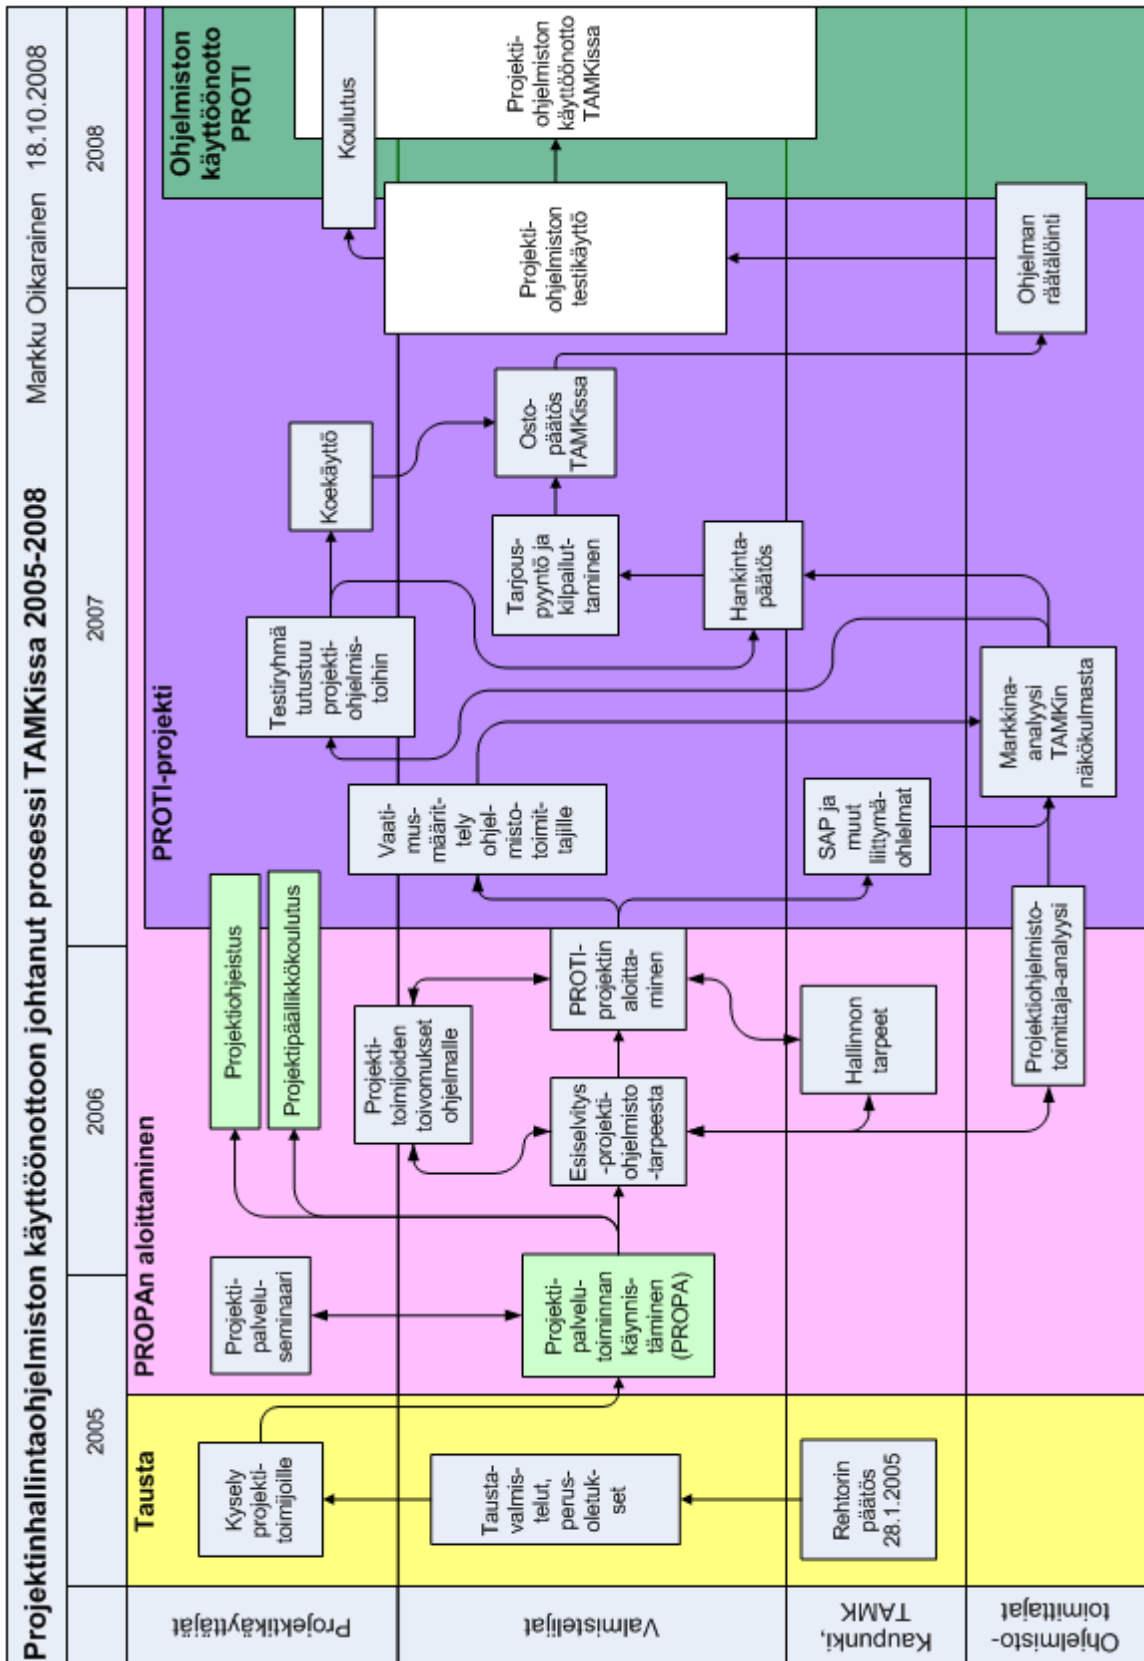 Projektinhallintaohjelmiston käyttöönottoon johtanut prosessi TAMKissa 2005-2008
Markku Oikarainen 18.10.2008
2005
2006
2007
2008
Projektikäyttäjät
Valmistelijat
Kaupunki,
TAMK
Ohjelmisto-
toimittajat
Tausta
PROPAn aloittaminen
PROTI-projekti
Ohjelmiston
käyttöönotto
PROTI
Kysely
projekti-
toimijoille
Tausta-
valmis-
telut,
perus-
oletuk-
set
Rehtorin
päätös
28.1.2005
Projekti-
palvelu-
seminaari
Projekti-
palvelu-
toiminnan
käynnis-
täminen
(PROPA)
Projektiohjeistus
Projektipäällikkökoulutus
Projekti-
toimijoiden
toivomukset
ohjelmalle
Esiselvitys
-projekti-
ohjelmisto
-tarpeesta
PROTI-
projektin
aloitta-
minen
Hallinnon
tarpeet
Projektiohjelmisto-
toimittaja-analyysi
Vaati-
mus-
määrit-
tely
ohjel-
misto-
toimit-
tajille
SAP ja
muut
liittymä-
ohlelmat
Testiryhmä
tutustuu
projekti-
ohjelmis-
toihin
Markkina-
analyysi
TAMKin
näkökulmasta
Koekäyttö
Tarjous-
pyyntö ja
kilpailut-
taminen
Hankinta-
päätös
Osto-
päätös
TAMKissa
Projekti-
ohjelmiston
testikäyttö
Ohjelman
räätälöinti
Koulutus
Projekti-
ohjelmiston
käyttöönotto
TAMKissa